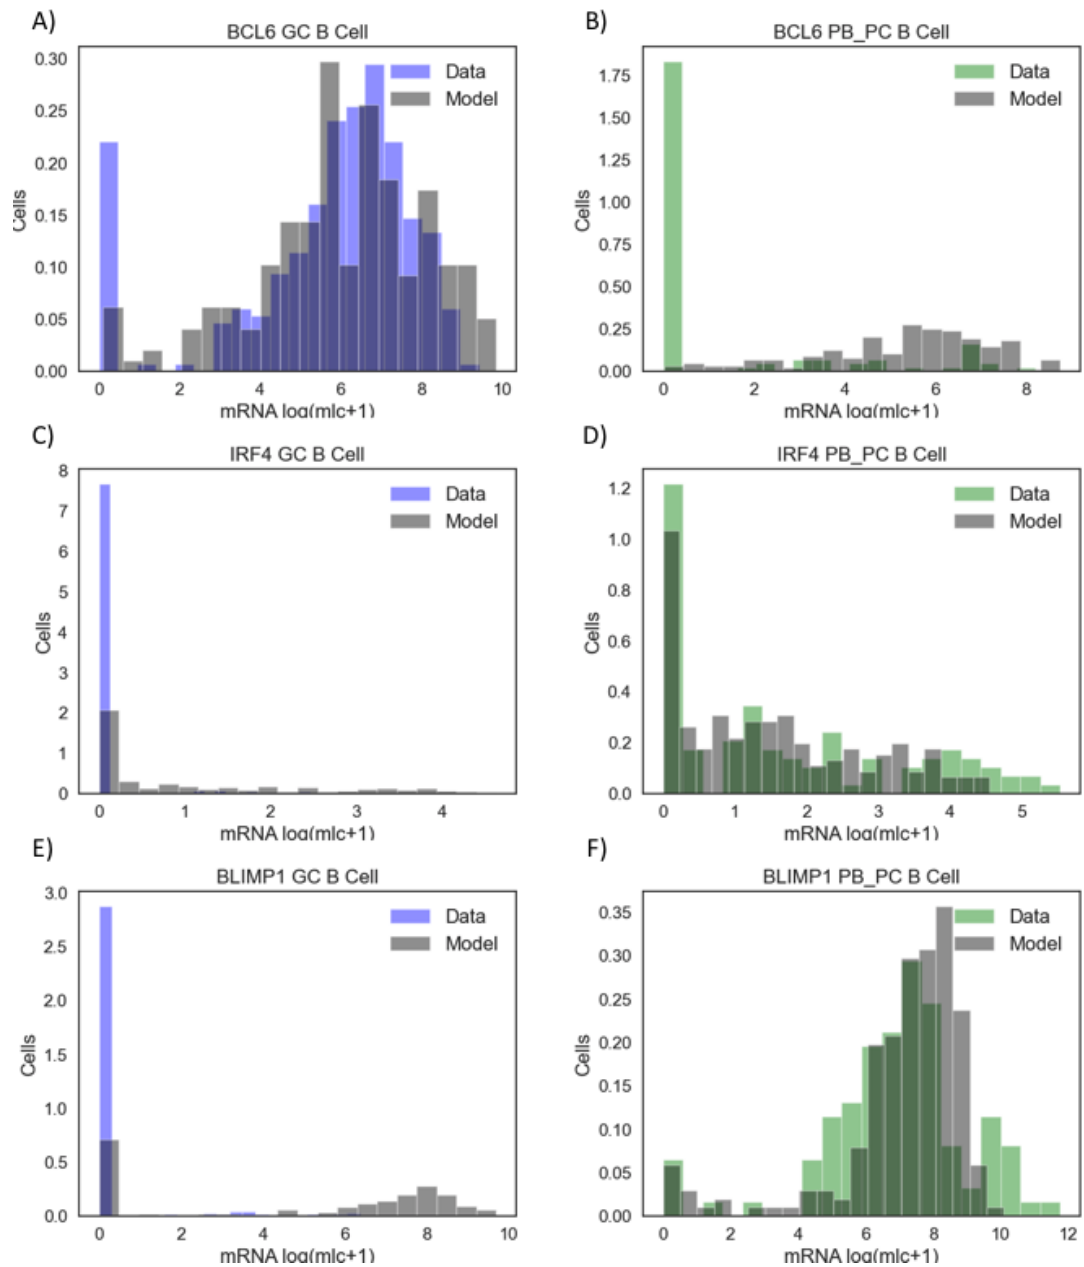 A)
BCL6 GC B Cell
0.30
0.25
0.20
0.15
0.10
0.05
0.00
Cells
Data
Model
0 2 4 6 8 10
mRNA log(mlc+1)
B)
BCL6 PB_PC B Cell
1.75
1.50
1.25
1.00
0.75
0.50
0.25
0.00
Cells
Data
Model
0 2 4 6 8
mRNA log(mlc+1)
C)
IRF4 GC B Cell
8
7
6
5
4
3
2
1
0
Cells
Data
Model
0 1 2 3 4
mRNA log(mlc+1)
D)
IRF4 PB_PC B Cell
1.2
1.0
0.8
0.6
0.4
0.2
0.0
Cells
Data
Model
0 1 2 3 4 5
mRNA log(mlc+1)
E)
BLIMP1 GC B Cell
3.0
2.5
2.0
1.5
1.0
0.5
0.0
Cells
Data
Model
0 2 4 6 8 10
mRNA log(mlc+1)
F)
BLIMP1 PB_PC B Cell
0.35
0.30
0.25
0.20
0.15
0.10
0.05
0.00
Cells
Data
Model
0 2 4 6 8 10 12
mRNA log(mlc+1)